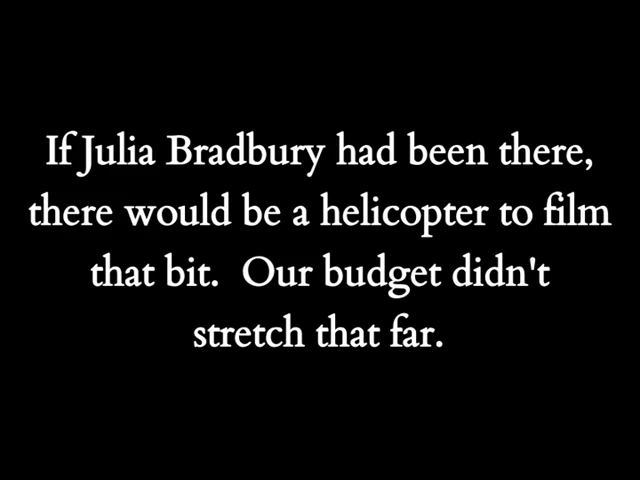 If Julia Bradbury had been there,
there would be a helicopter to film
that bit.  Our budget didn't
stretch that far.